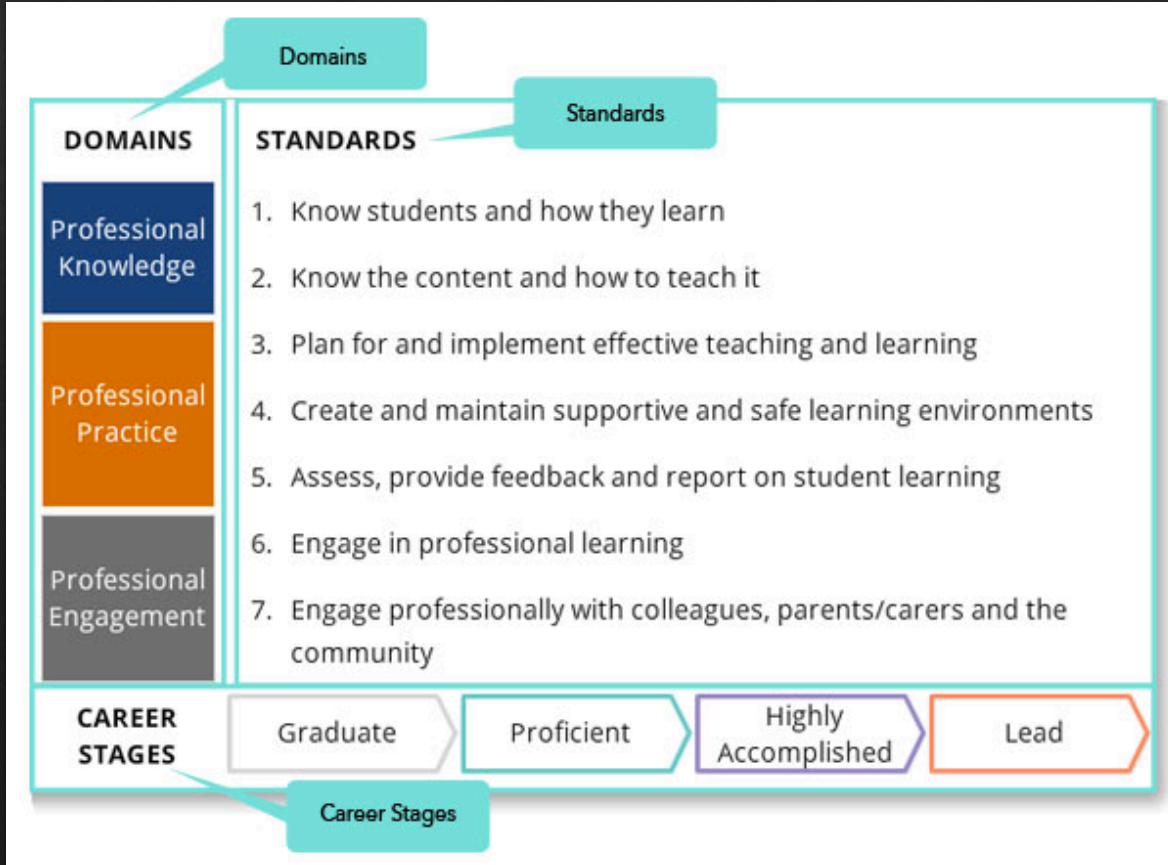 Domains
Standards
DOMAINS
STANDARDS
Professional
Knowledge
1. Know students and how they learn
2. Know the content and how to teach it
Professional
Practice
3. Plan for and implement effective teaching and learning
4. Create and maintain supportive and safe learning environments
5. Assess, provide feedback and report on student learning
Professional
Engagement
6. Engage in professional learning
7. Engage professionally with colleagues, parents/carers and the
community
CAREER
STAGES
Graduate
Proficient
Highly
Accomplished
Lead
Career Stages